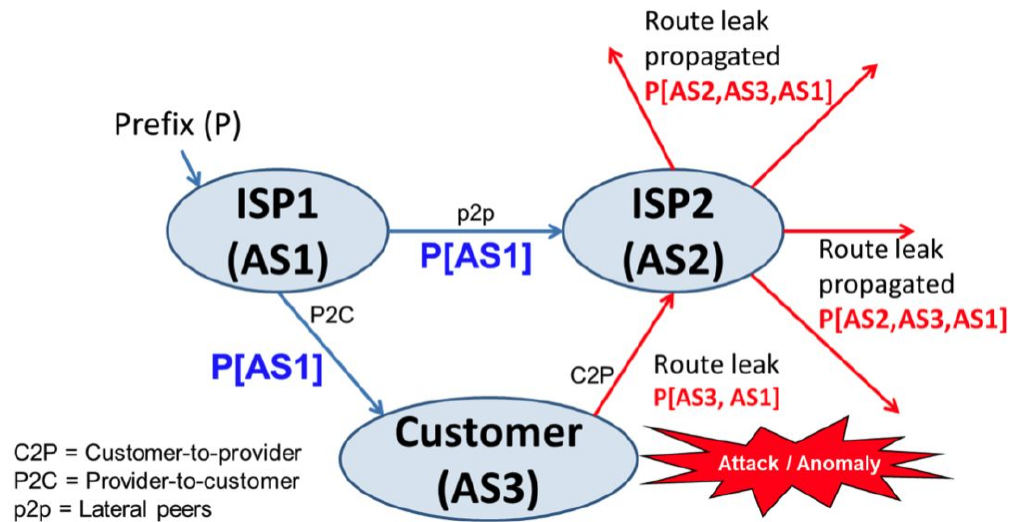 Route leak
propagated
P[AS2,AS3,AS1]
Prefix (P)
ISP1
(AS1)
p2p
P[AS1]
ISP2
(AS2)
Route leak
propagated
P[AS2,AS3,AS1]
P2C
P[AS1]
C2P
Route leak
P[AS3, AS1]
Customer
(AS3)
Attack / Anomaly
C2P = Customer-to-provider
P2C = Provider-to-customer
p2p = Lateral peers